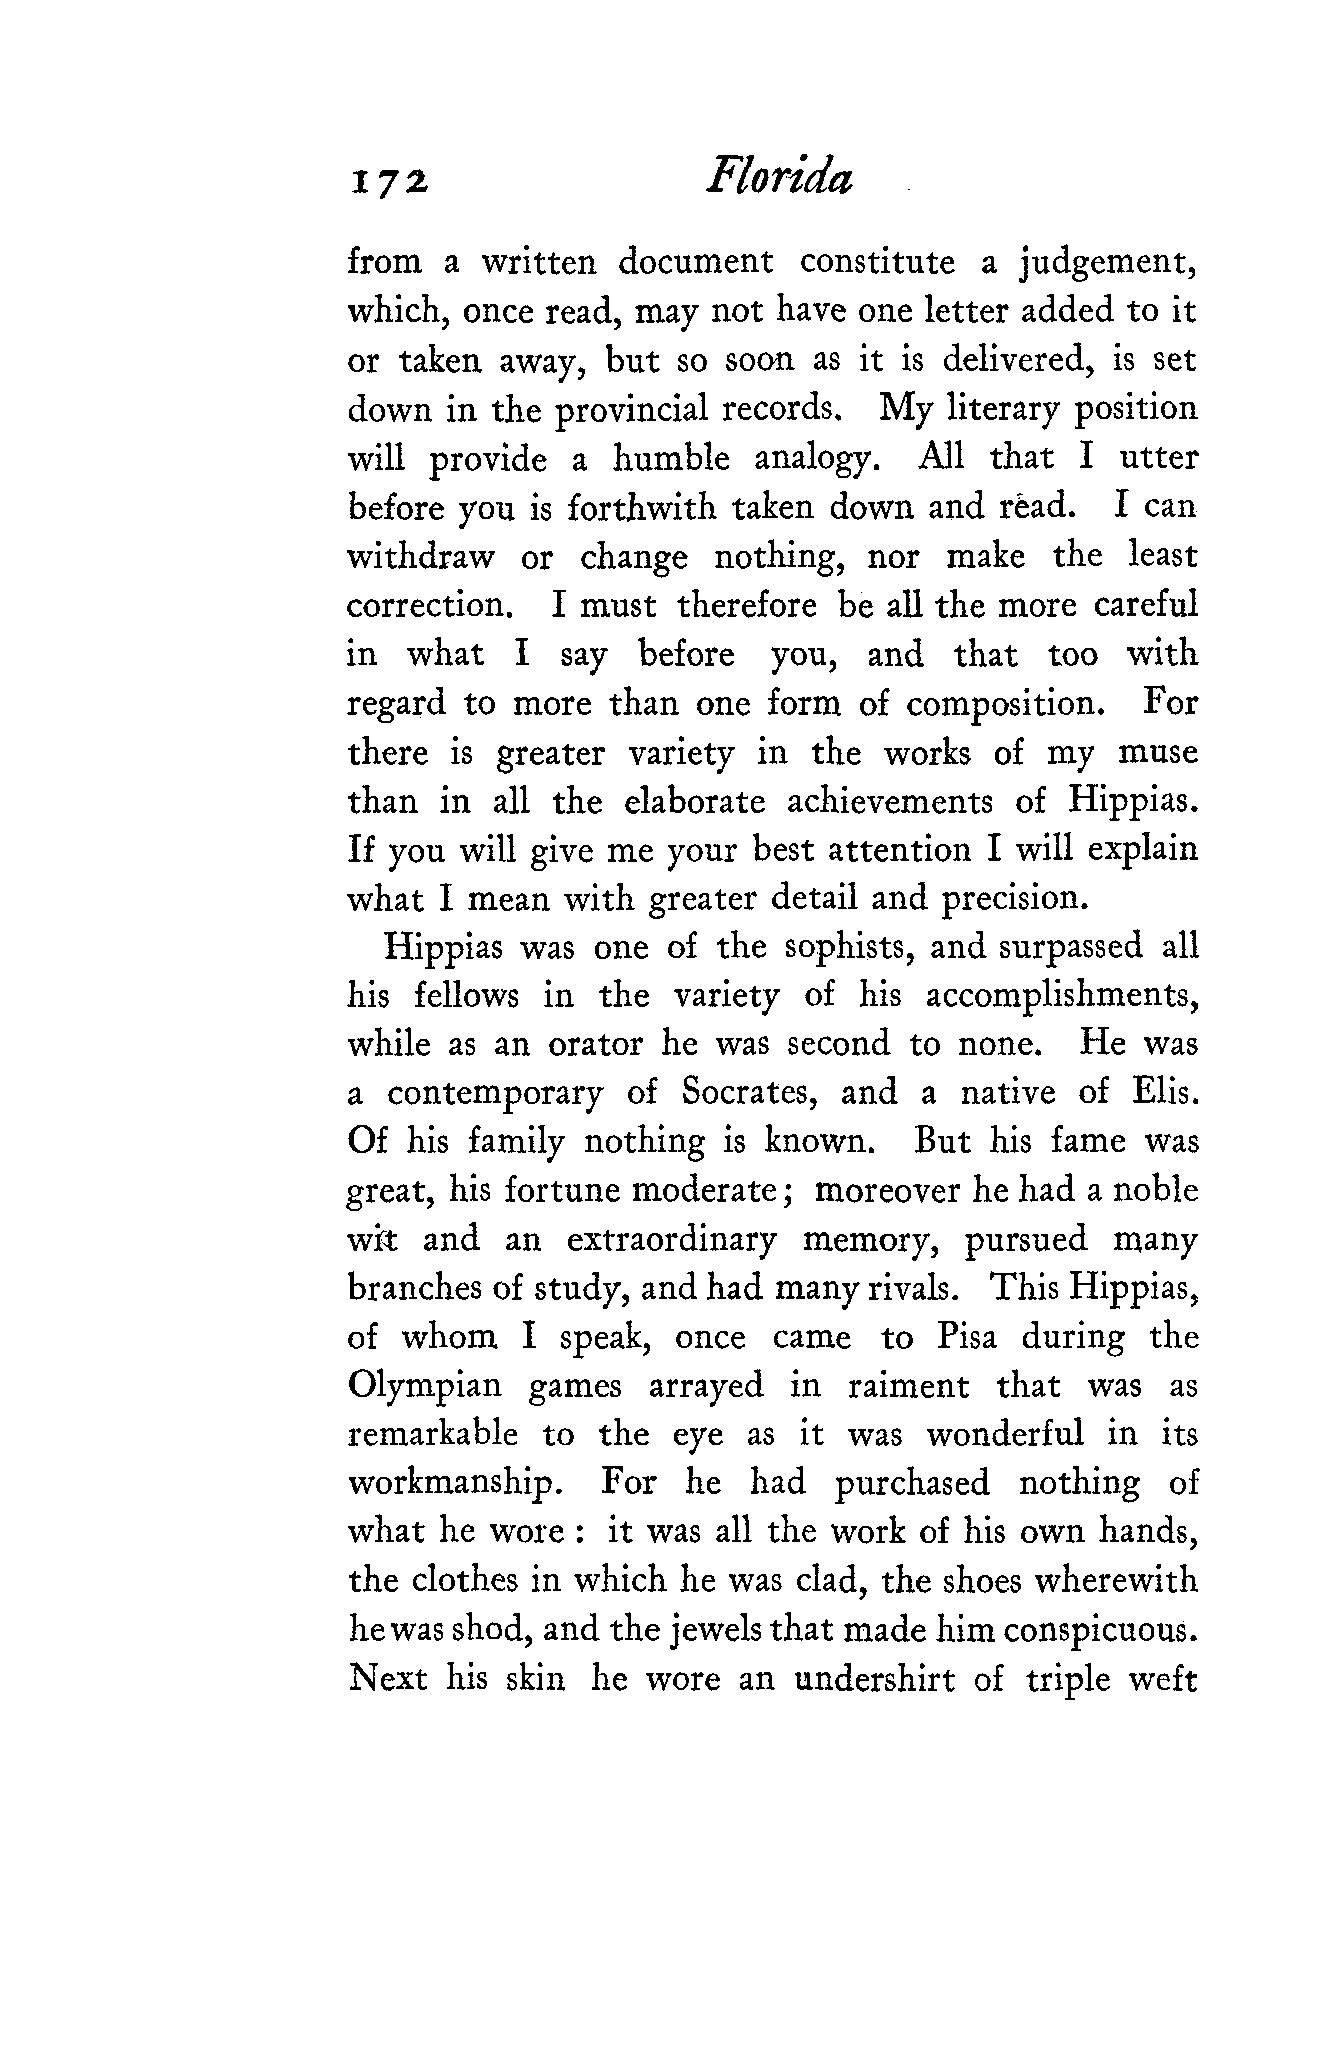 172 Florida
from a written document constitute a judgement,
which, once read, may not have one letter added to it
or taken away, but so soon as it is delivered, is set
down in the provincial records. My literary position
will provide a humble analogy. All that I utter
before you is forthwith taken down and read. I can
withdraw or change nothing, nor make the least
correction. I must therefore be all the more careful
in what I say before you, and that too with
regard to more than one form of composition. For
there is greater variety in the works of my muse
than in all the elaborate achievements of Hippias.
If you will give me your best attention I will explain
what I mean with greater detail and precision.
Hippias was one of the sophists, and surpassed all
his fellows in the variety of his accomplishments,
while as an orator he was second to none. He was
a contemporary of Socrates, and a native of Elis.
Of his family nothing is known. But his fame was
great, his fortune moderate; moreover he had a noble
wit and an extraordinary memory, pursued many
branches of study, and had many rivals. This Hippias,
of whom I speak, once came to Pisa during the
Olympian games arrayed in raiment that was as
remarkable to the eye as it was wonderful in its
workmanship. For he had purchased nothing of
what he wore : it was all the work of his own hands,
the clothes in which he was clad, the shoes wherewith
he was shod, and the jewels that made him conspicuous.
Next his skin he wore an undershirt of triple weft